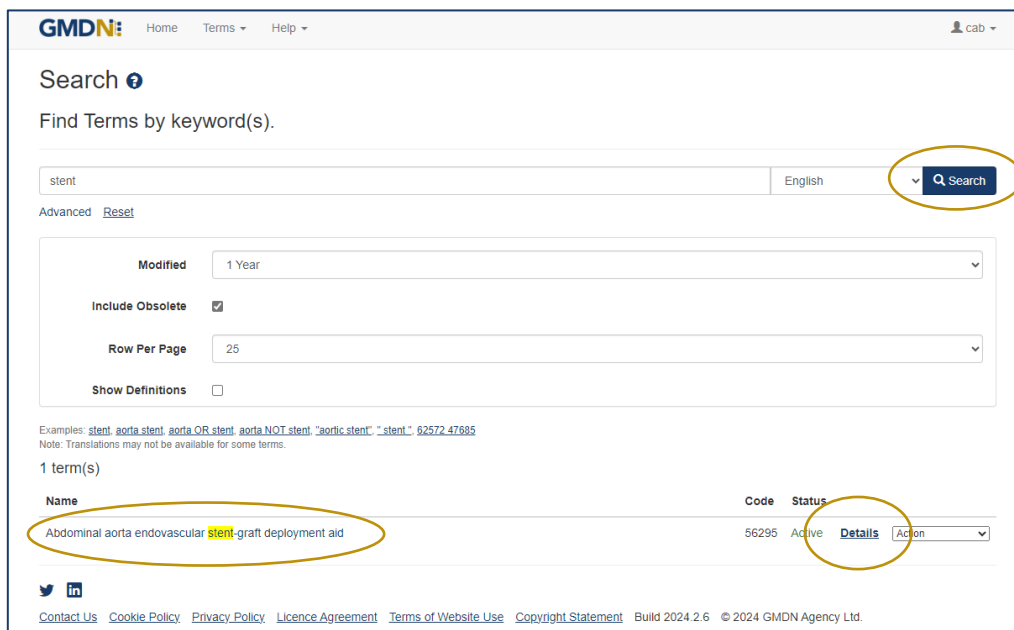 GMDN Home Terms Help cab
Search ?
Find Terms by keyword(s).
stent English Search
Advanced Reset
Modified 1 Year
Include Obsolete
Row Per Page 25
Show Definitions
Examples: stent, aorta stent, aorta OR stent, aorta NOT stent, "aortic stent", " stent ", 62572 47685
Note: Translations may not be available for some terms.
1 term(s)
Name Code Status
Abdominal aorta endovascular stent-graft deployment aid 56295 Active Details Action
in
Contact Us Cookie Policy Privacy Policy Licence Agreement Terms of Website Use Copyright Statement Build 2024.2.6 © 2024 GMDN Agency Ltd.